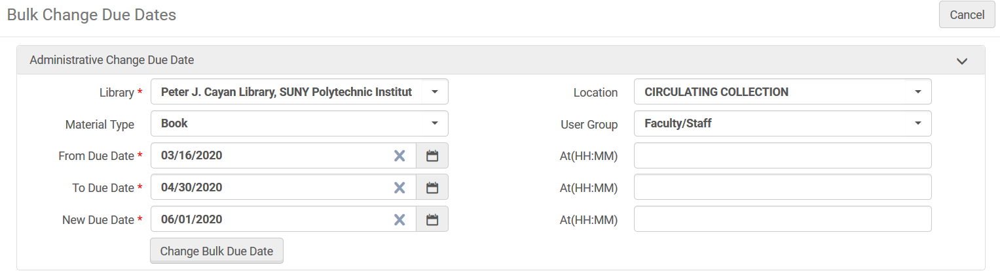 Bulk Change Due Dates
Cancel
Administrative Change Due Date
Library * Peter J. Cayan Library, SUNY Polytechnic Institut
Location CIRCULATING COLLECTION
Material Type Book
User Group Faculty/Staff
From Due Date * 03/16/2020
At(HH:MM)
To Due Date * 04/30/2020
At(HH:MM)
New Due Date * 06/01/2020
At(HH:MM)
Change Bulk Due Date